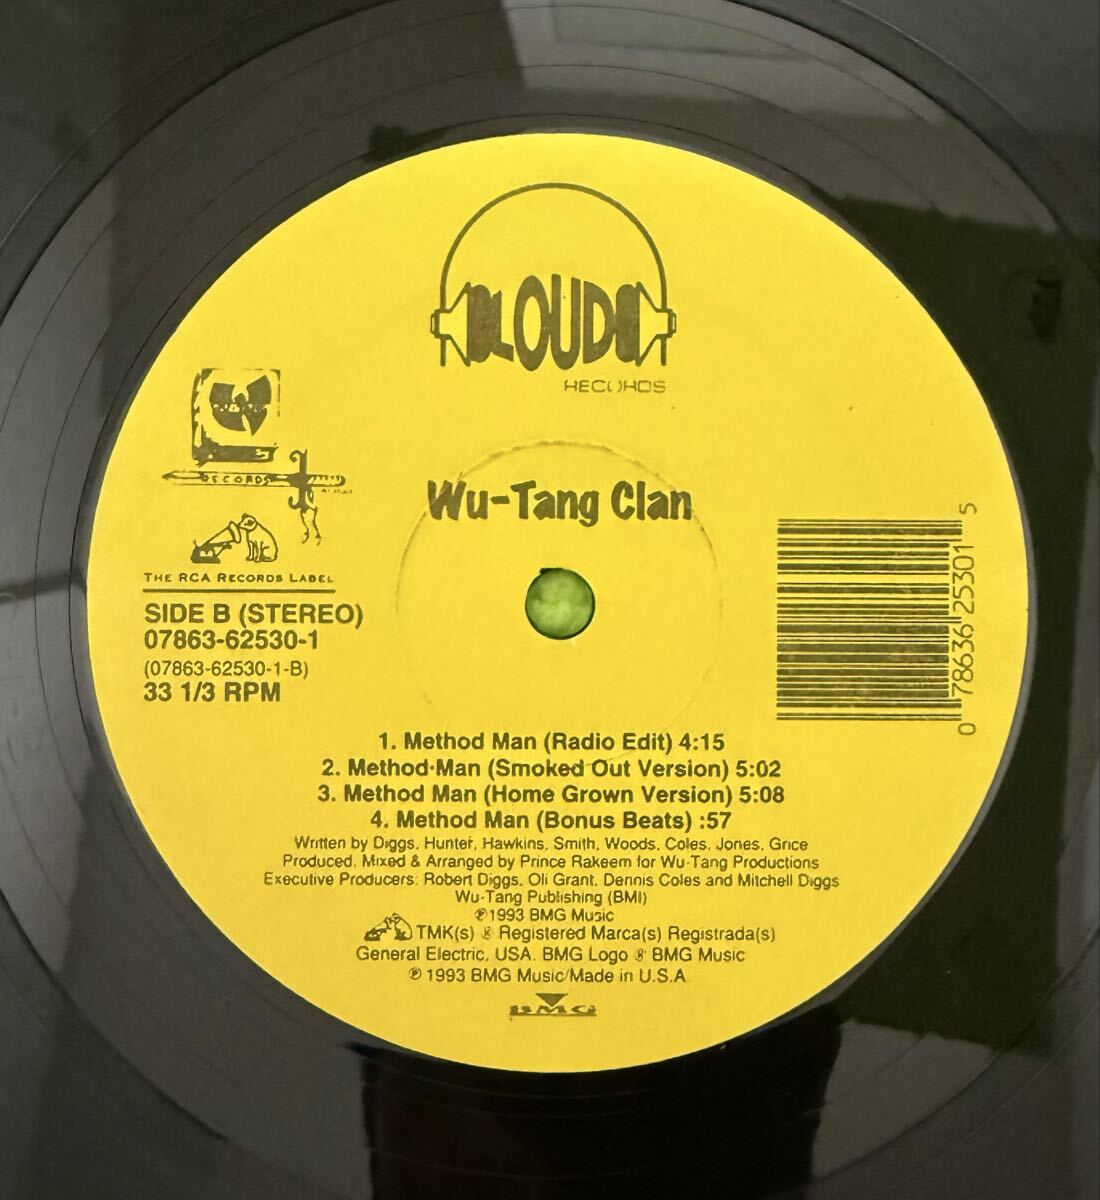 LOUD
RECORDS
RECORDS
Wu-Tang Clan
THE RCA RECORDS LABEL
SIDE B (STEREO)
07863-62530-1
(07863-62530-1-B)
33 1/3 RPM
0 78636 25301 5
1. Method Man (Radio Edit) 4:15
2. Method Man (Smoked Out Version) 5:02
3. Method Man (Home Grown Version) 5:08
4. Method Man (Bonus Beats) :57
Written by Diggs, Hunter, Hawkins, Smith, Woods, Coles, Jones, Grice
Produced, Mixed & Arranged by Prince Rakeem for Wu-Tang Productions
Executive Producers: Robert Diggs, Oli Grant, Dennis Coles and Mitchell Diggs
Wu-Tang Publishing (BMI)
℗1993 BMG Music
TMK(s) ® Registered Marca(s) Registrada(s)
General Electric, USA. BMG Logo ® BMG Music
℗ 1993 BMG Music/Made in U.S.A.
BMG